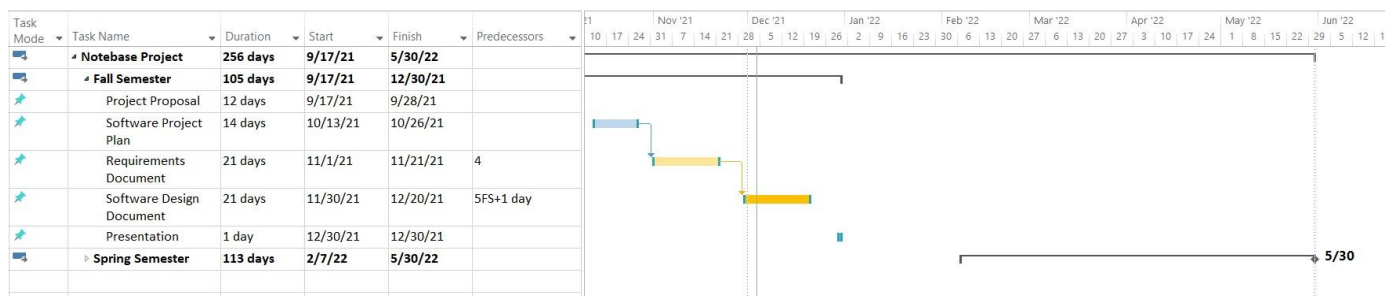 Task Mode Task Name Duration Start Finish Predecessors
21 Nov '21 Dec '21 Jan '22 Feb '22 Mar '22 Apr '22 May '22 Jun '22
10 17 24 31 7 14 21 28 5 12 19 26 2 9 16 23 30 6 13 20 27 6 13 20 27 3 10 17 24 1 8 15 22 29 5 12
Notebase Project 256 days 9/17/21 5/30/22
Fall Semester 105 days 9/17/21 12/30/21
Project Proposal 12 days 9/17/21 9/28/21
Software Project Plan 14 days 10/13/21 10/26/21
Requirements Document 21 days 11/1/21 11/21/21 4
Software Design Document 21 days 11/30/21 12/20/21 5FS+1 day
Presentation 1 day 12/30/21 12/30/21
Spring Semester 113 days 2/7/22 5/30/22 5/30